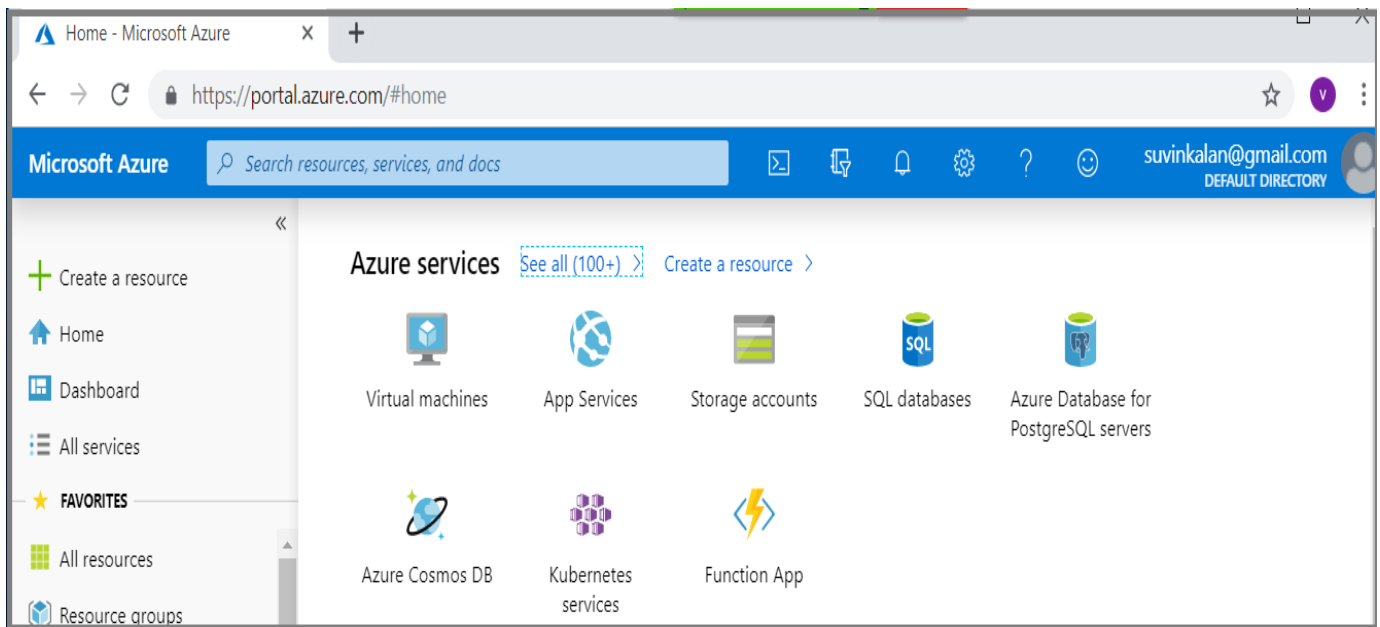 Home - Microsoft Azure
https://portal.azure.com/#home
V
Microsoft Azure
Search resources, services, and docs
suvinkalan@gmail.com
DEFAULT DIRECTORY
Create a resource
Home
Dashboard
All services
FAVORITES
All resources
Resource groups
Azure services
See all (100+)
Create a resource
Virtual machines
App Services
Storage accounts
SQL
SQL databases
Azure Database for
PostgreSQL servers
Azure Cosmos DB
Kubernetes
services
Function App